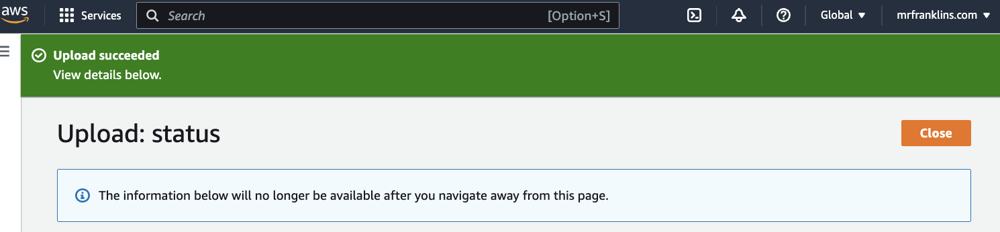 aws
Services
Search
[Option+S]
Global
mrfranklins.com
Upload succeeded
View details below.
Upload: status
Close
The information below will no longer be available after you navigate away from this page.